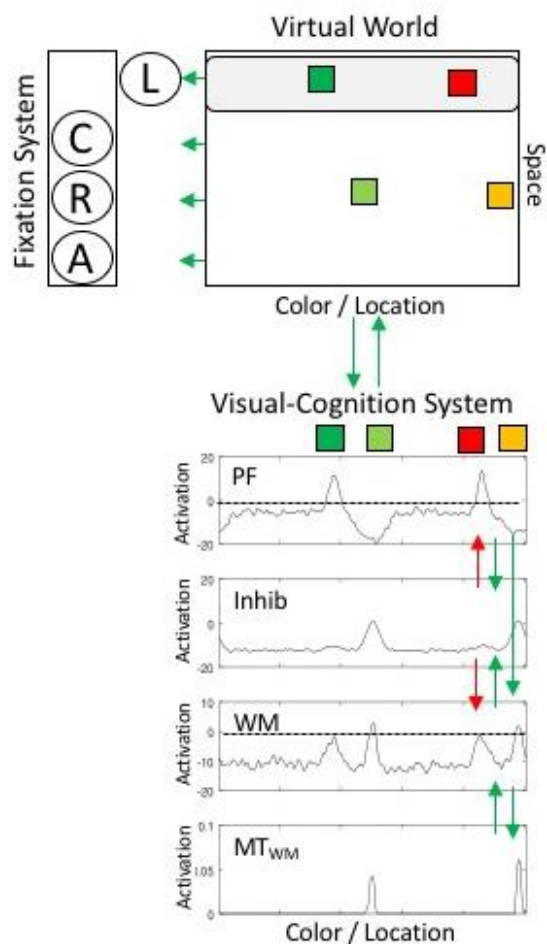 Virtual World
Fixation System
L
C
R
A
Space
Color / Location
Visual-Cognition System
Activation
20
0
-20
PF
Activation
20
0
-20
Inhib
Activation
10
0
-10
-20
WM
Activation
0.1
.05
0
MTWM
Color / Location